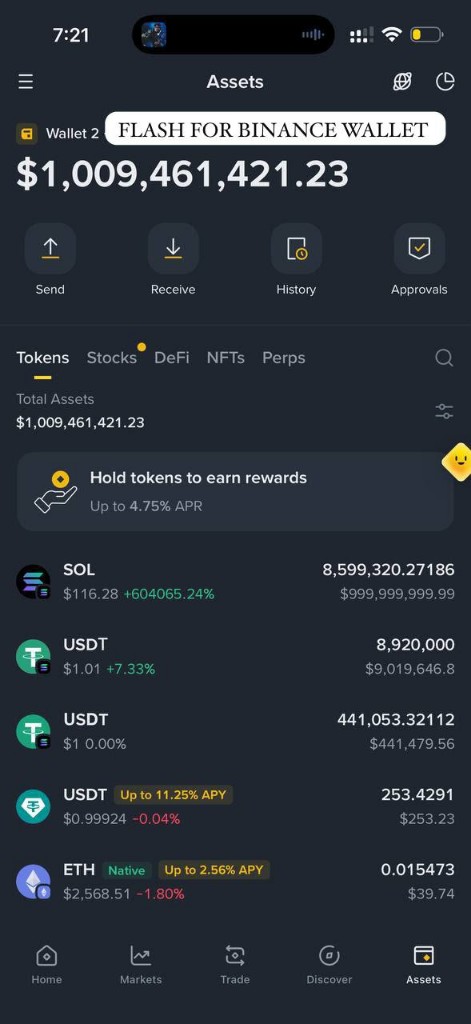 7:21
Assets
Wallet 2
FLASH FOR BINANCE WALLET
$1,009,461,421.23
Send Receive History Approvals
Tokens Stocks DeFi NFTs Perps
Total Assets
$1,009,461,421.23
Hold tokens to earn rewards
Up to 4.75% APR
SOL 8,599,320.27186
$116.28 +604065.24% $999,999,999.99
USDT 8,920,000
$1.01 +7.33% $9,019,646.8
USDT 441,053.32112
$1 0.00% $441,479.56
USDT Up to 11.25% APY 253.4291
$0.99924 -0.04% $253.23
ETH Native Up to 2.56% APY 0.015473
$2,568.51 -1.80% $39.74
Home Markets Trade Discover Assets